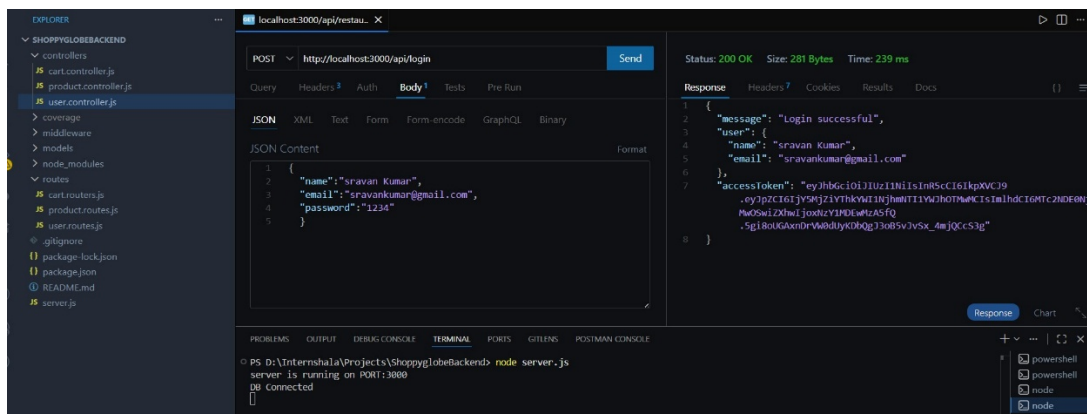 EXPLORER
SHOPPYGLOBEBACKEND
controllers
JS cart.controller.js
JS product.controller.js
JS user.controller.js
coverage
middleware
models
node_modules
routes
JS cart.routers.js
JS product.routes.js
JS user.routes.js
.gitignore
{} package-lock.json
{} package.json
README.md
JS server.js
localhost:3000/api/restau...
POST http://localhost:3000/api/login Send
Query Headers 3 Auth Body 1 Tests Pre Run
JSON XML Text Form Form-encode GraphQL Binary
JSON Content Format
1 {
2 "name":"sravan Kumar",
3 "email":"sravankumar@gmail.com",
4 "password":"1234"
5 }
Status: 200 OK Size: 281 Bytes Time: 239 ms
Response Headers 7 Cookies Results Docs {}
1 {
2 "message": "Login successful",
3 "user": {
4 "name": "sravan Kumar",
5 "email": "sravankumar@gmail.com"
6 },
7 "accessToken": "
8 }
Response Chart
PROBLEMS OUTPUT DEBUG CONSOLE TERMINAL PORTS GITLENS POSTMAN CONSOLE
PS D:\Internshala\Projects\ShoppyglobeBackend> node server.js
server is running on PORT:3000
DB Connected
powershell
powershell
node
node